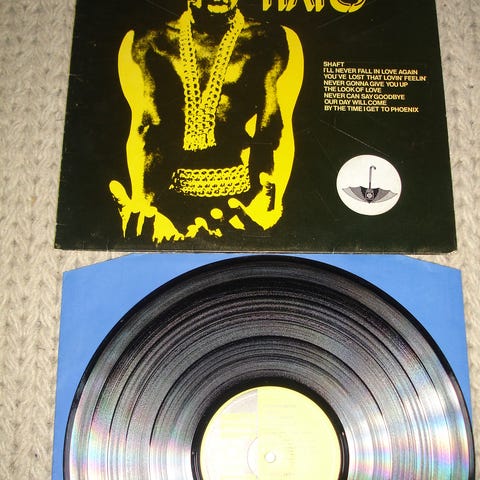 SHAFT
I'LL NEVER FALL IN LOVE AGAIN
YOU'VE LOST THAT LOVIN' FEELIN'
NEVER GONNA GIVE YOU UP
THE LOOK OF LOVE
NEVER CAN SAY GOODBYE
OUR DAY WILL COME
BY THE TIME I GET TO PHOENIX